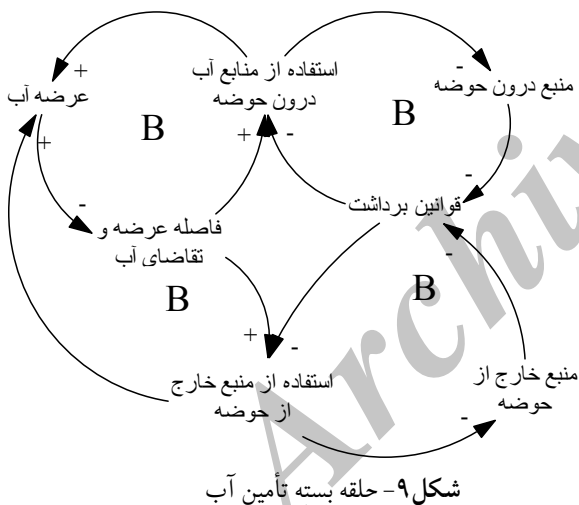 +
استفاده از منابع آب
درون حوضه
-
منبع درون حوضه
عرضه آب
+
B
+
-
B
-
قوانین برداشت
-
فاصله عرضه و
تقاضای آب
-
B
B
+
-
استفاده از منبع خارج
از حوضه
منبع خارج از
حوضه
-
شکل۹- حلقه بسته تأمین آب
Archiv